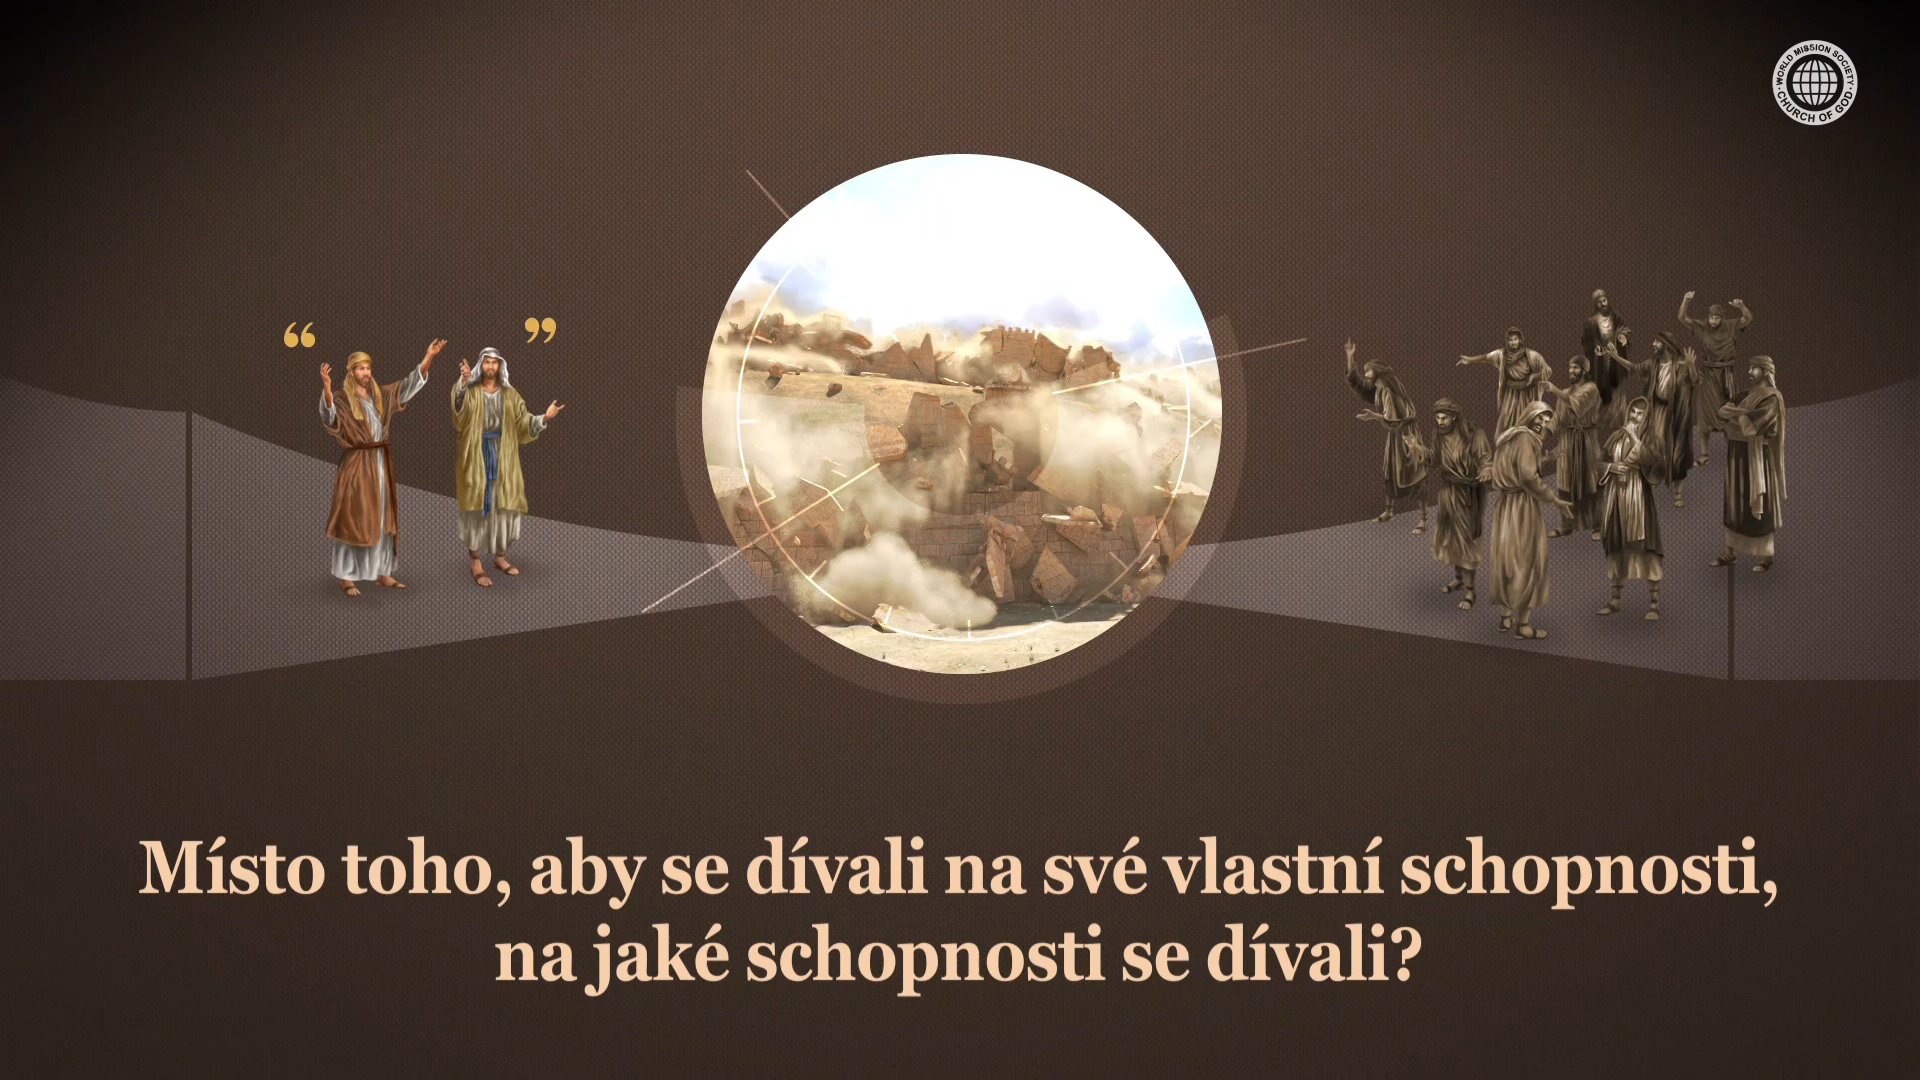 WORLD MISSION SOCIETY
CHURCH OF GOD
“ ”
Místo toho, aby se dívali na své vlastní schopnosti,
na jaké schopnosti se dívali?